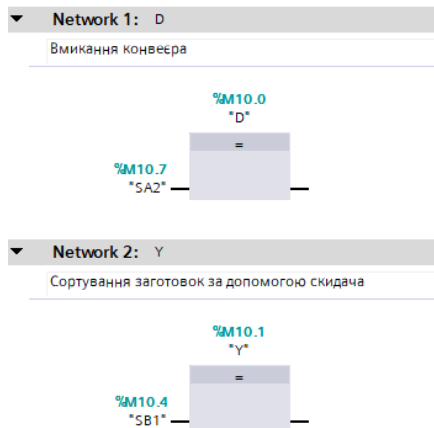 Network 1: D
Вмикання конвеєра
%M10.0
"D"
=
%M10.7
"SA2"
Network 2: Y
Сортування заготовок за допомогою скидача
%M10.1
"Y"
=
%M10.4
"SB1"